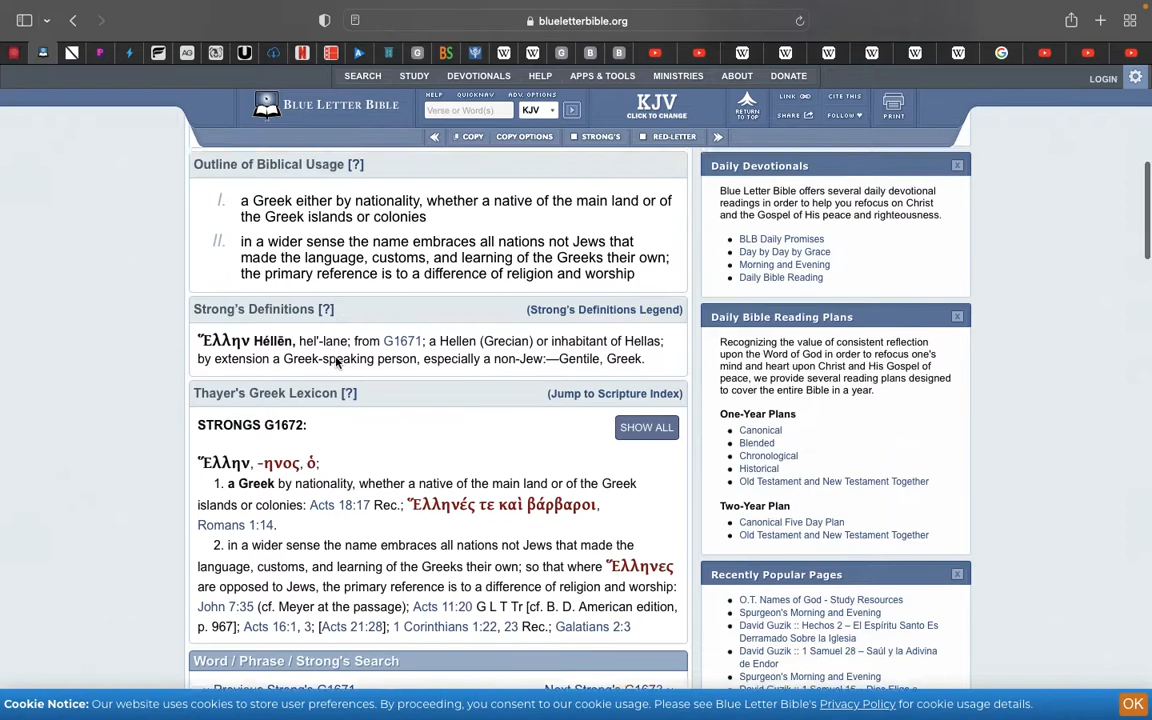 blueletterbible.org
SEARCH STUDY DEVOTIONALS HELP APPS & TOOLS MINISTRIES ABOUT DONATE
LOGIN
BLUE LETTER BIBLE
HELP QUICKNAV ADV. OPTIONS
Verse or Word(s) KJV
KJV
CLICK TO CHANGE
RETURN TO TOP
LINK CITE THIS
SHARE FOLLOW
PRINT
COPY COPY OPTIONS STRONG'S RED-LETTER
Outline of Biblical Usage [?]
I. a Greek either by nationality, whether a native of the main land or of
the Greek islands or colonies
II. in a wider sense the name embraces all nations not Jews that
made the language, customs, and learning of the Greeks their own;
the primary reference is to a difference of religion and worship
Strong's Definitions [?] (Strong's Definitions Legend)
Ἕλλην Héllēn, hel'-lane; from G1671; a Hellen (Grecian) or inhabitant of Hellas;
by extension a Greek-speaking person, especially a non-Jew:—Gentile, Greek.
Thayer's Greek Lexicon [?] (Jump to Scripture Index)
STRONGS G1672: SHOW ALL
Ἕλλην, -ηνος, ὁ;
1. a Greek by nationality, whether a native of the main land or of the Greek
islands or colonies: Acts 18:17 Rec.; Ἕλληνές τε καὶ βάρβαροι,
Romans 1:14.
2. in a wider sense the name embraces all nations not Jews that made the
language, customs, and learning of the Greeks their own; so that where Ἕλληνες
are opposed to Jews, the primary reference is to a difference of religion and worship:
John 7:35 (cf. Meyer at the passage); Acts 11:20 G L T Tr [cf. B. D. American edition,
p. 967]; Acts 16:1, 3; [Acts 21:28]; 1 Corinthians 1:22, 23 Rec.; Galatians 2:3
Word / Phrase / Strong's Search
Previous Strong's G1671 Next Strong's G1673
Daily Devotionals
Blue Letter Bible offers several daily devotional
readings in order to help you refocus on Christ
and the Gospel of His peace and righteousness.
BLB Daily Promises
Day by Day by Grace
Morning and Evening
Daily Bible Reading
Daily Bible Reading Plans
Recognizing the value of consistent reflection
upon the Word of God in order to refocus one's
mind and heart upon Christ and His Gospel of
peace, we provide several reading plans designed
to cover the entire Bible in a year.
One-Year Plans
Canonical
Blended
Chronological
Historical
Old Testament and New Testament Together
Two-Year Plan
Canonical Five Day Plan
Old Testament and New Testament Together
Recently Popular Pages
O.T. Names of God - Study Resources
Spurgeon's Morning and Evening
David Guzik :: Hechos 2 – El Espíritu Santo Es
Derramado Sobre la Iglesia
David Guzik :: 1 Samuel 28 – Saúl y la Adivina
de Endor
Spurgeon's Morning and Evening
Cookie Notice: Our website uses cookies to store user preferences. By proceeding, you consent to our cookie usage. Please see Blue Letter Bible's Privacy Policy for cookie usage details. OK